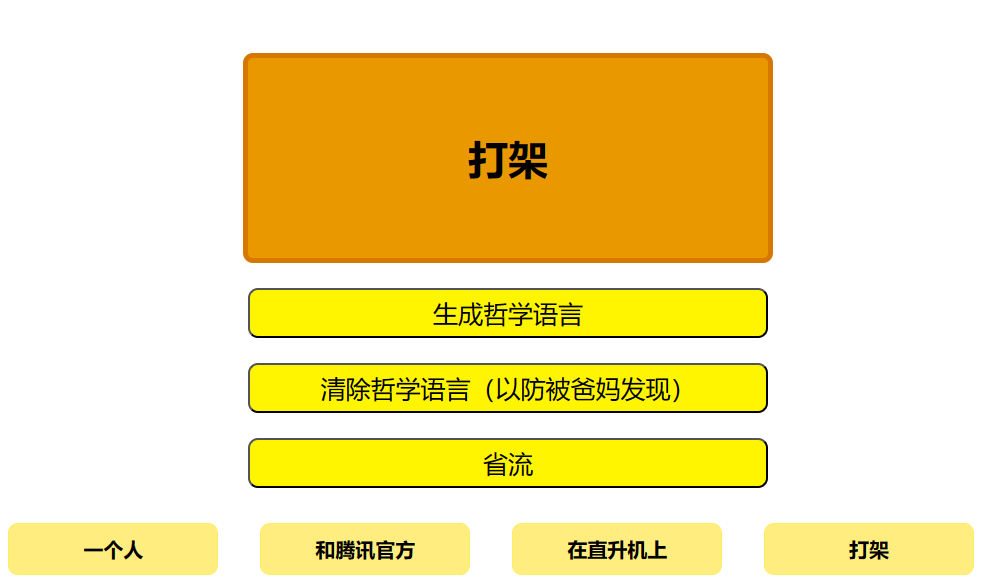 打架
生成哲学语言
清除哲学语言（以防被爸妈发现）
省流
一个人
和腾讯官方
在直升机上
打架